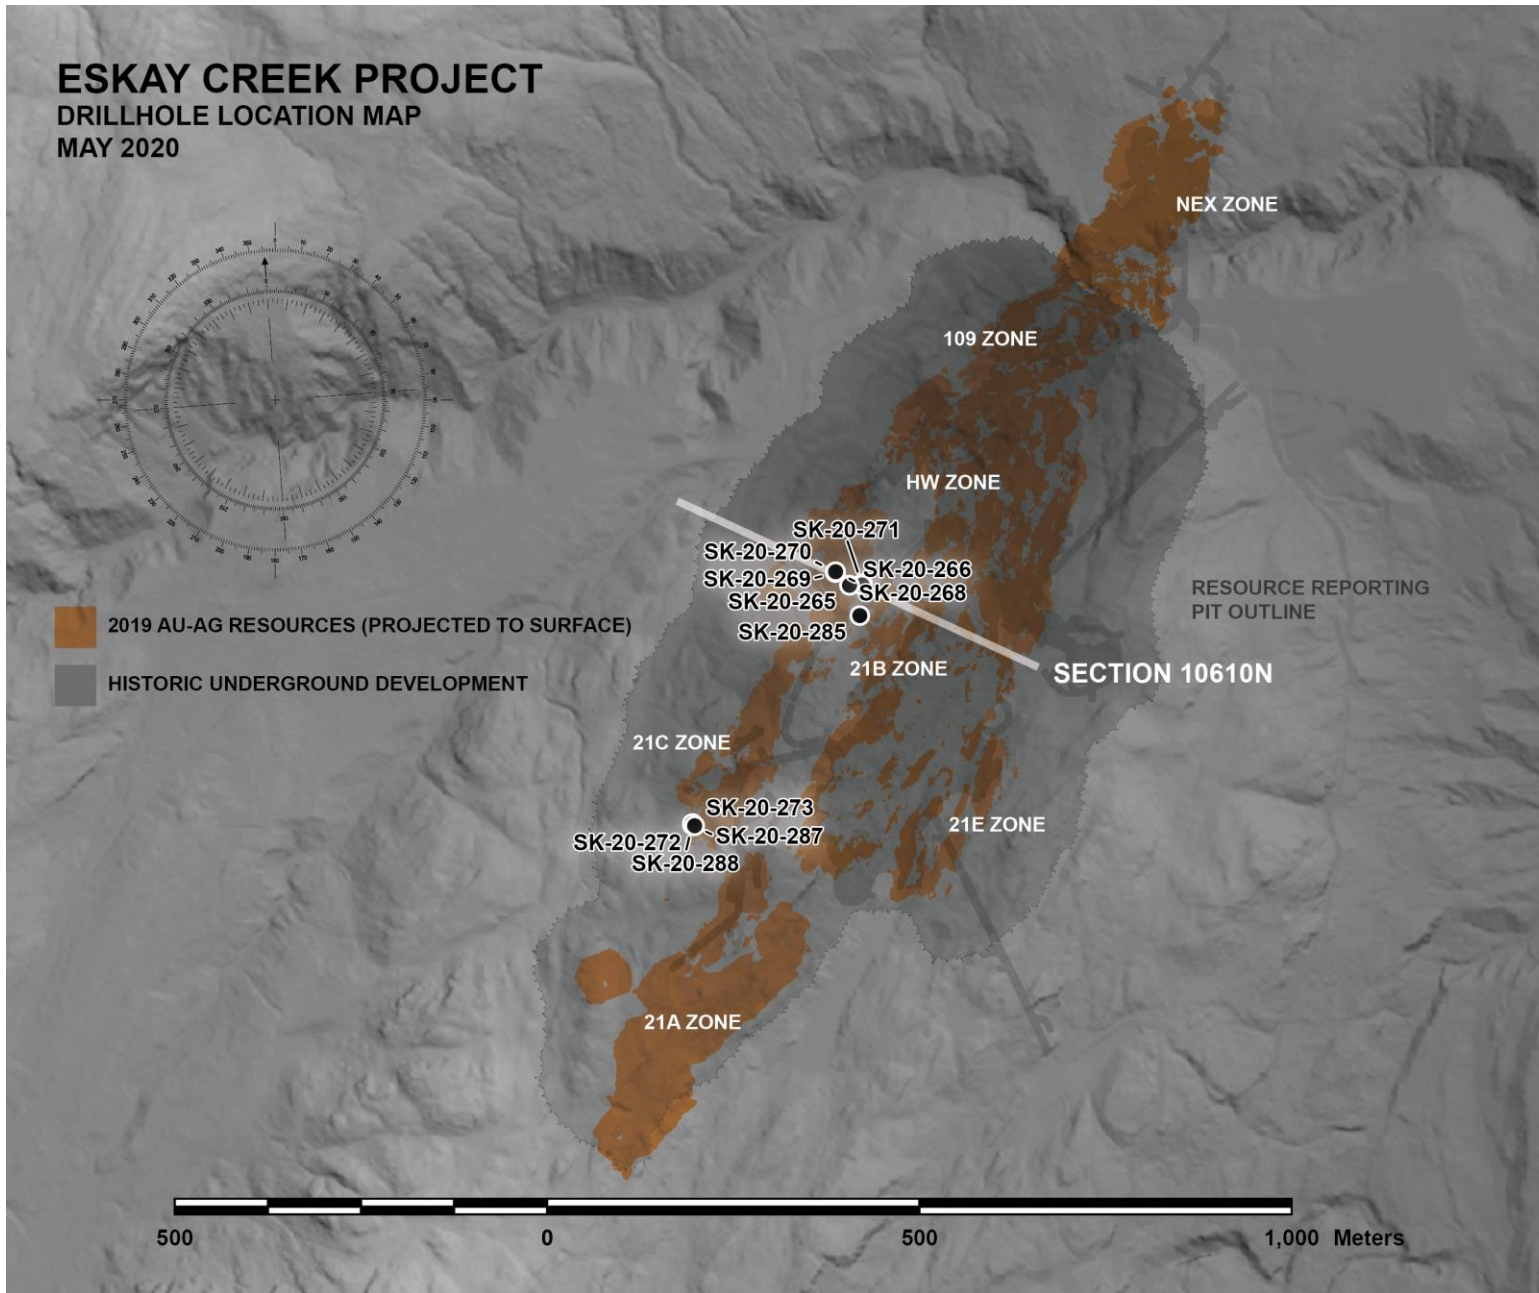 ESKAY CREEK PROJECT
DRILLHOLE LOCATION MAP
MAY 2020
NEX ZONE
109 ZONE
HW ZONE
SK-20-271
SK-20-270
SK-20-266
SK-20-269
SK-20-268
SK-20-265
SK-20-285
RESOURCE REPORTING
PIT OUTLINE
2019 AU-AG RESOURCES (PROJECTED TO SURFACE)
21B ZONE
SECTION 10610N
HISTORIC UNDERGROUND DEVELOPMENT
21C ZONE
SK-20-273
21E ZONE
SK-20-287
SK-20-272
SK-20-288
21A ZONE
500 0 500 1,000 Meters